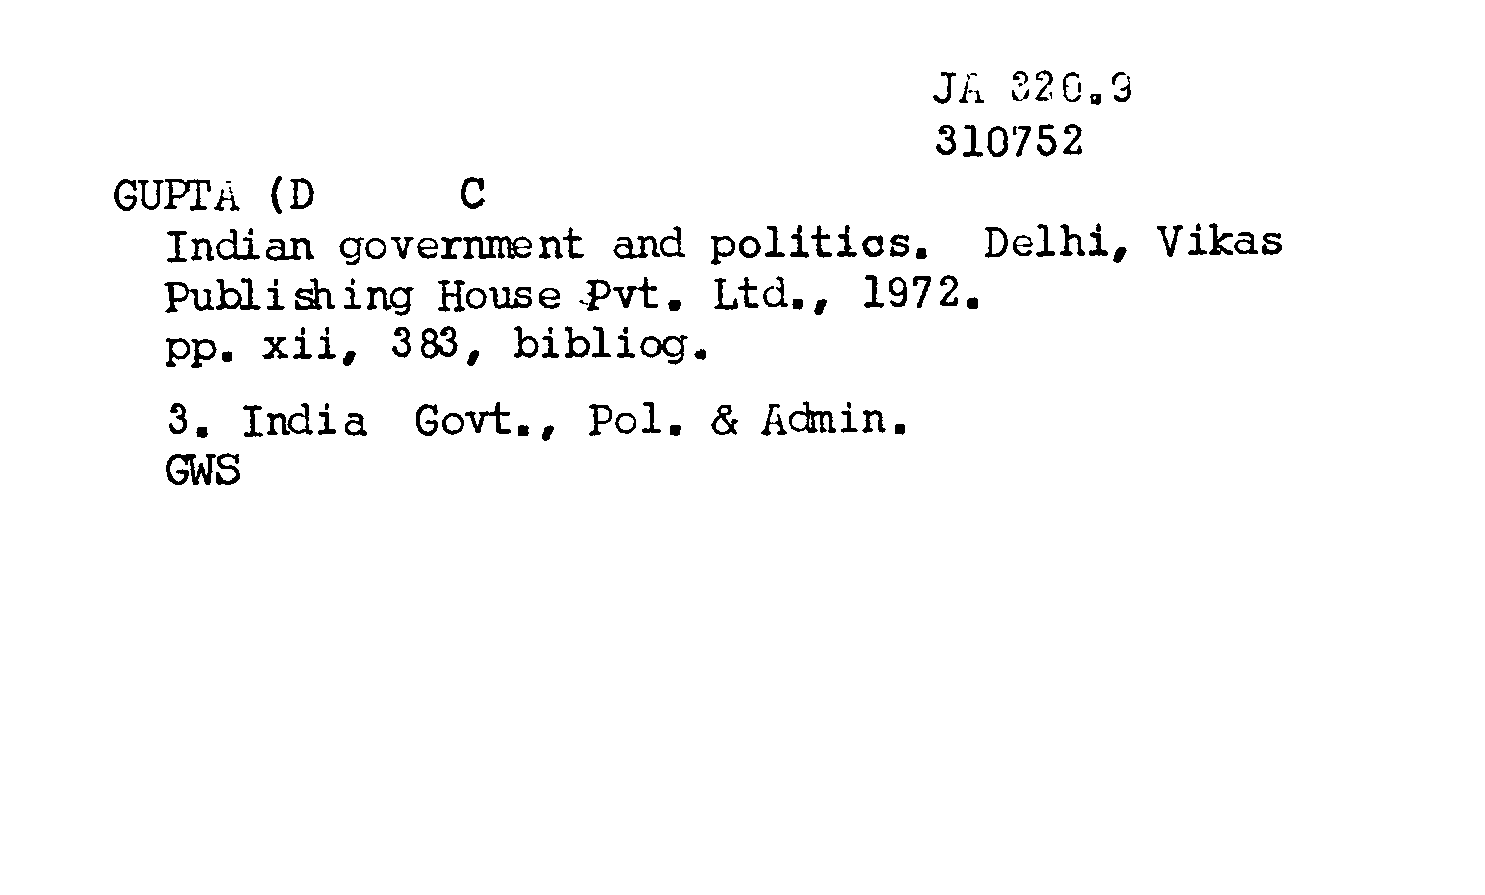 JA 320.9
310752
GUPTA (D C
Indian government and politics. Delhi, Vikas
Publishing House Pvt. Ltd., 1972.
pp. xii, 383, bibliog.
3. India Govt., Pol. & Admin.
GWS